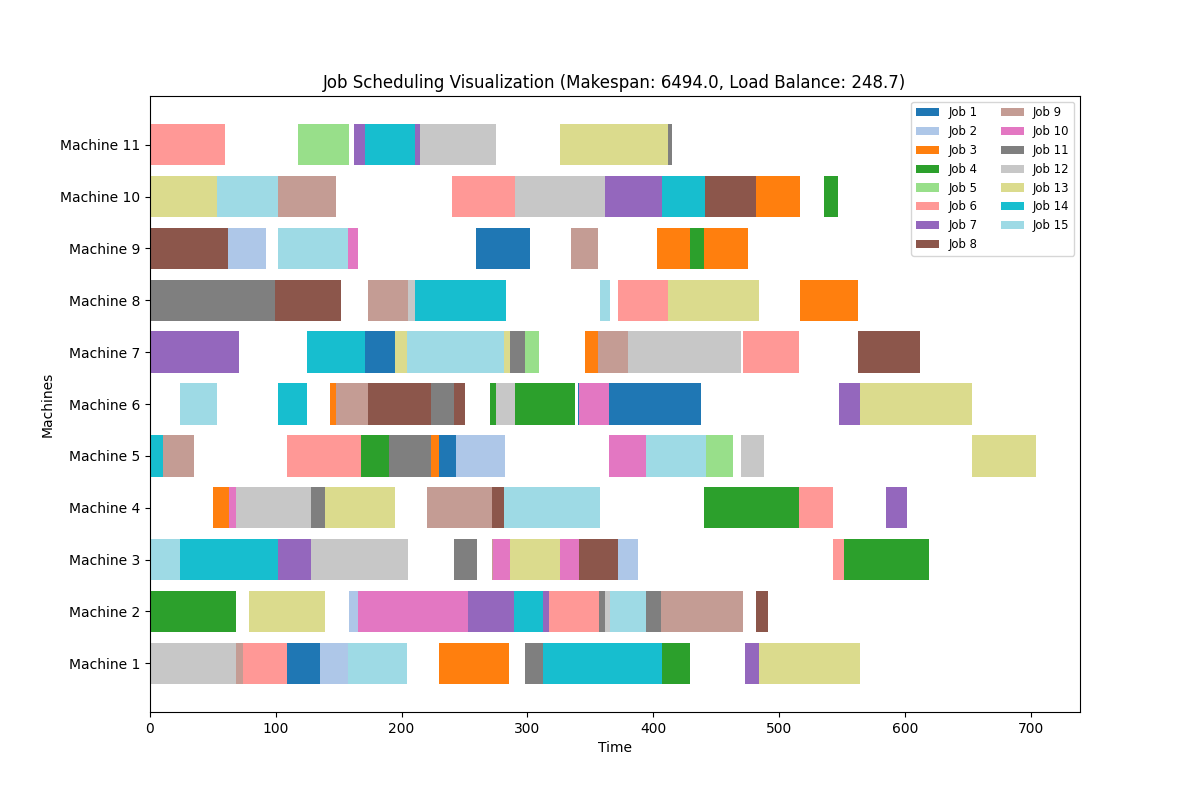 Job Scheduling Visualization (Makespan: 6494.0, Load Balance: 248.7)
Job 1
Job 2
Job 3
Job 4
Job 5
Job 6
Job 7
Job 8
Job 9
Job 10
Job 11
Job 12
Job 13
Job 14
Job 15
Machines
Machine 11
Machine 10
Machine 9
Machine 8
Machine 7
Machine 6
Machine 5
Machine 4
Machine 3
Machine 2
Machine 1
0 100 200 300 400 500 600 700
Time